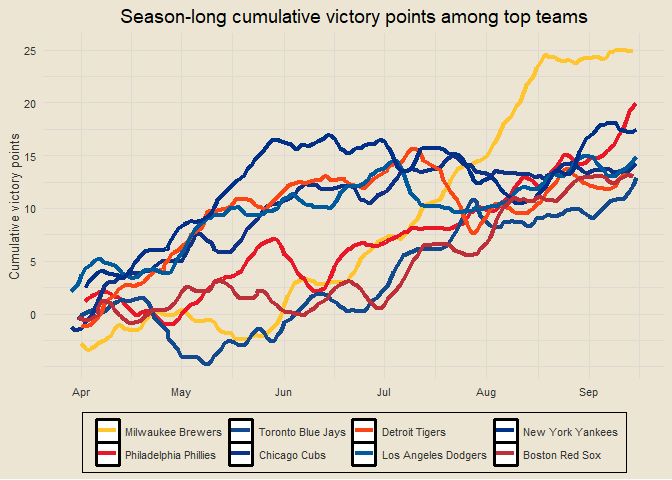 Season-long cumulative victory points among top teams
25
20
15
10
5
0
Cumulative victory points
Apr May Jun Jul Aug Sep
Milwaukee Brewers Toronto Blue Jays Detroit Tigers New York Yankees
Philadelphia Phillies Chicago Cubs Los Angeles Dodgers Boston Red Sox